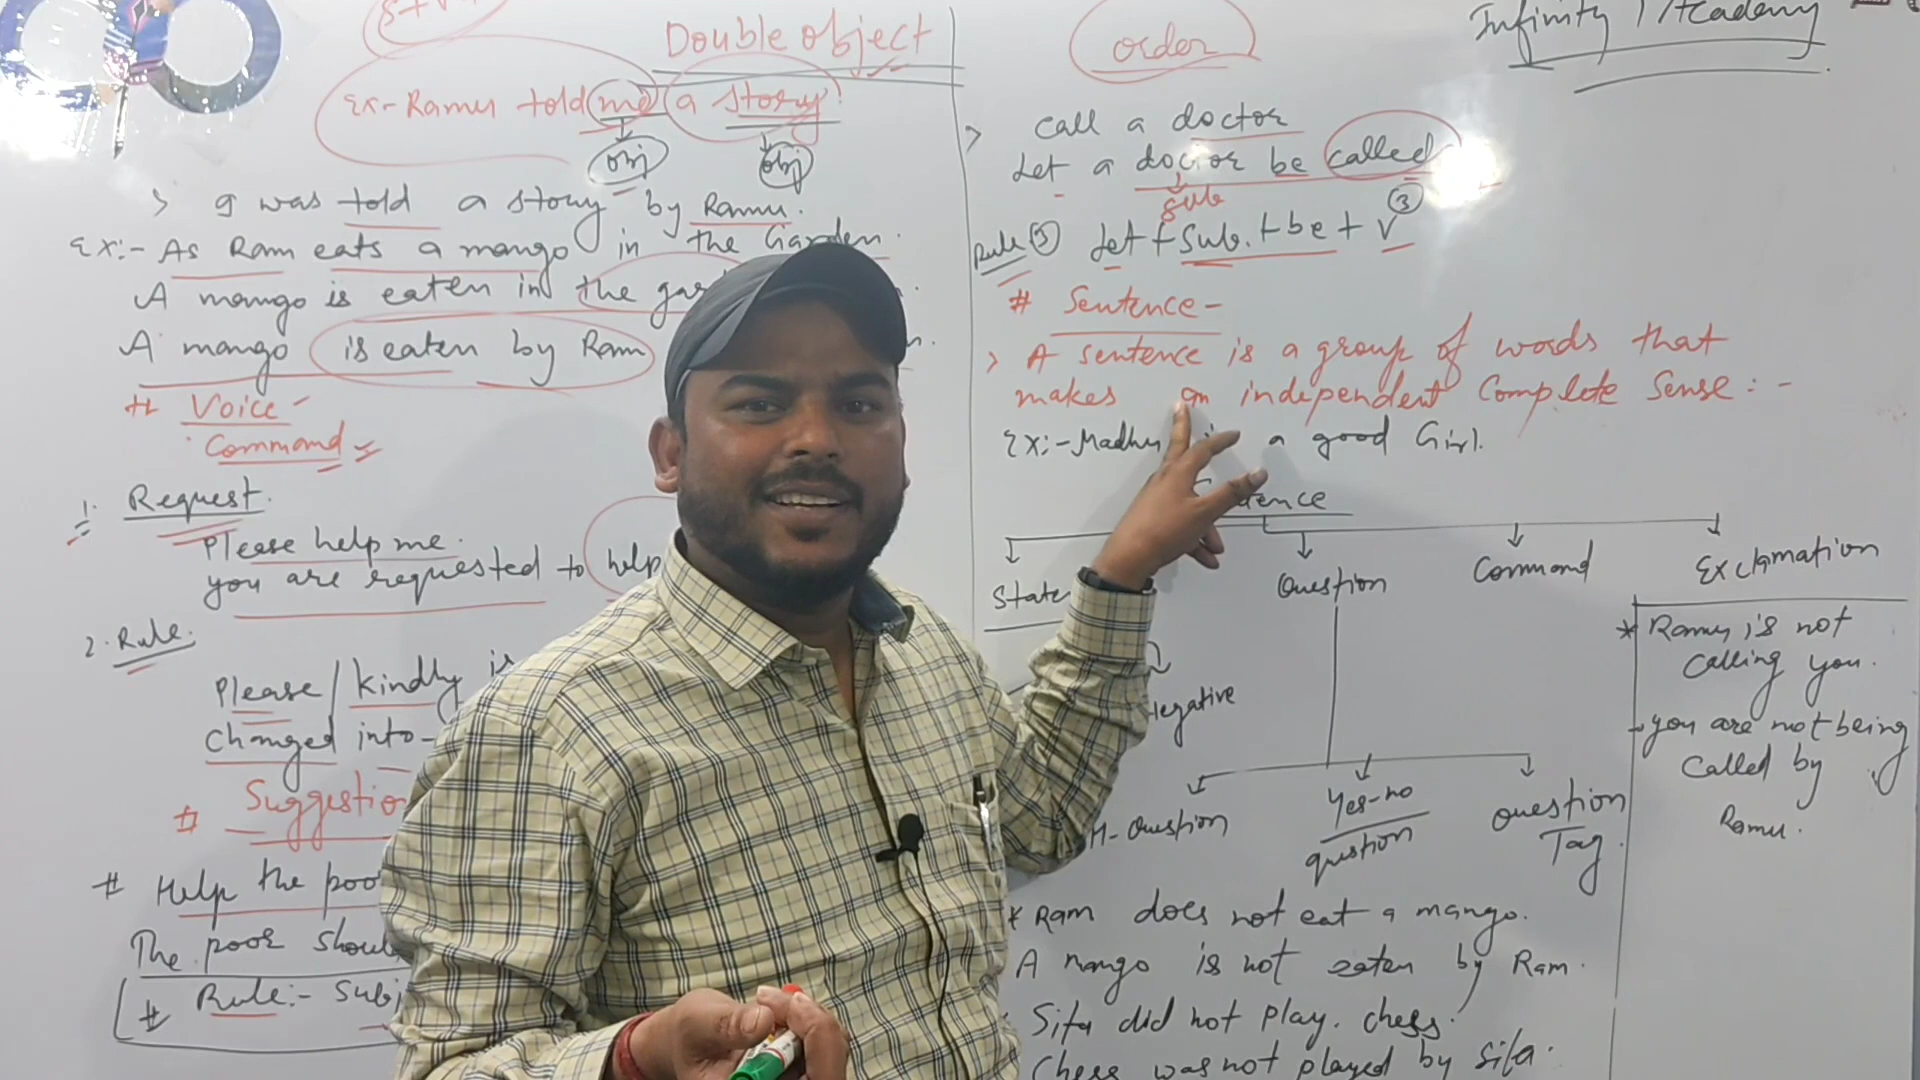 S+V
Double object
Ex- Ramu told me a story.
obj obj
> I was told a story by Ramu.
Ex:- As Ram eats a mango in the Garden.
A mango is eaten in the gar
A mango is eaten by Ram n.
# Voice-
Command
1. Request.
Please help me.
you are requested to help
2. Rule.
Please/kindly is
changed into-
# Suggestion
# Help the poo
The poor shou
# Rule:- Subj
Infinity Academy
order
> Call a doctor
Let a doctor be called.
sub
Rule (5) Let + Sub. + be + V③
# Sentence-
> A sentence is a group of words that
makes an independent Complete Sense:-
Ex:- Madhu is a good Girl.
tence
State Question Command Exclamation
Negative
H-Question Yes-no question Question Tag
* Ramu is not
calling you.
you are not being
Called by
Ramu.
* Ram does not eat a mango.
A mango is not eaten by Ram.
Sita did not play. chess.
Chess was not played by Sita.